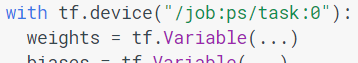 with tf.device("/job:ps/task:0"):
  weights = tf.Variable(...)
  biases = tf.Variable(...)